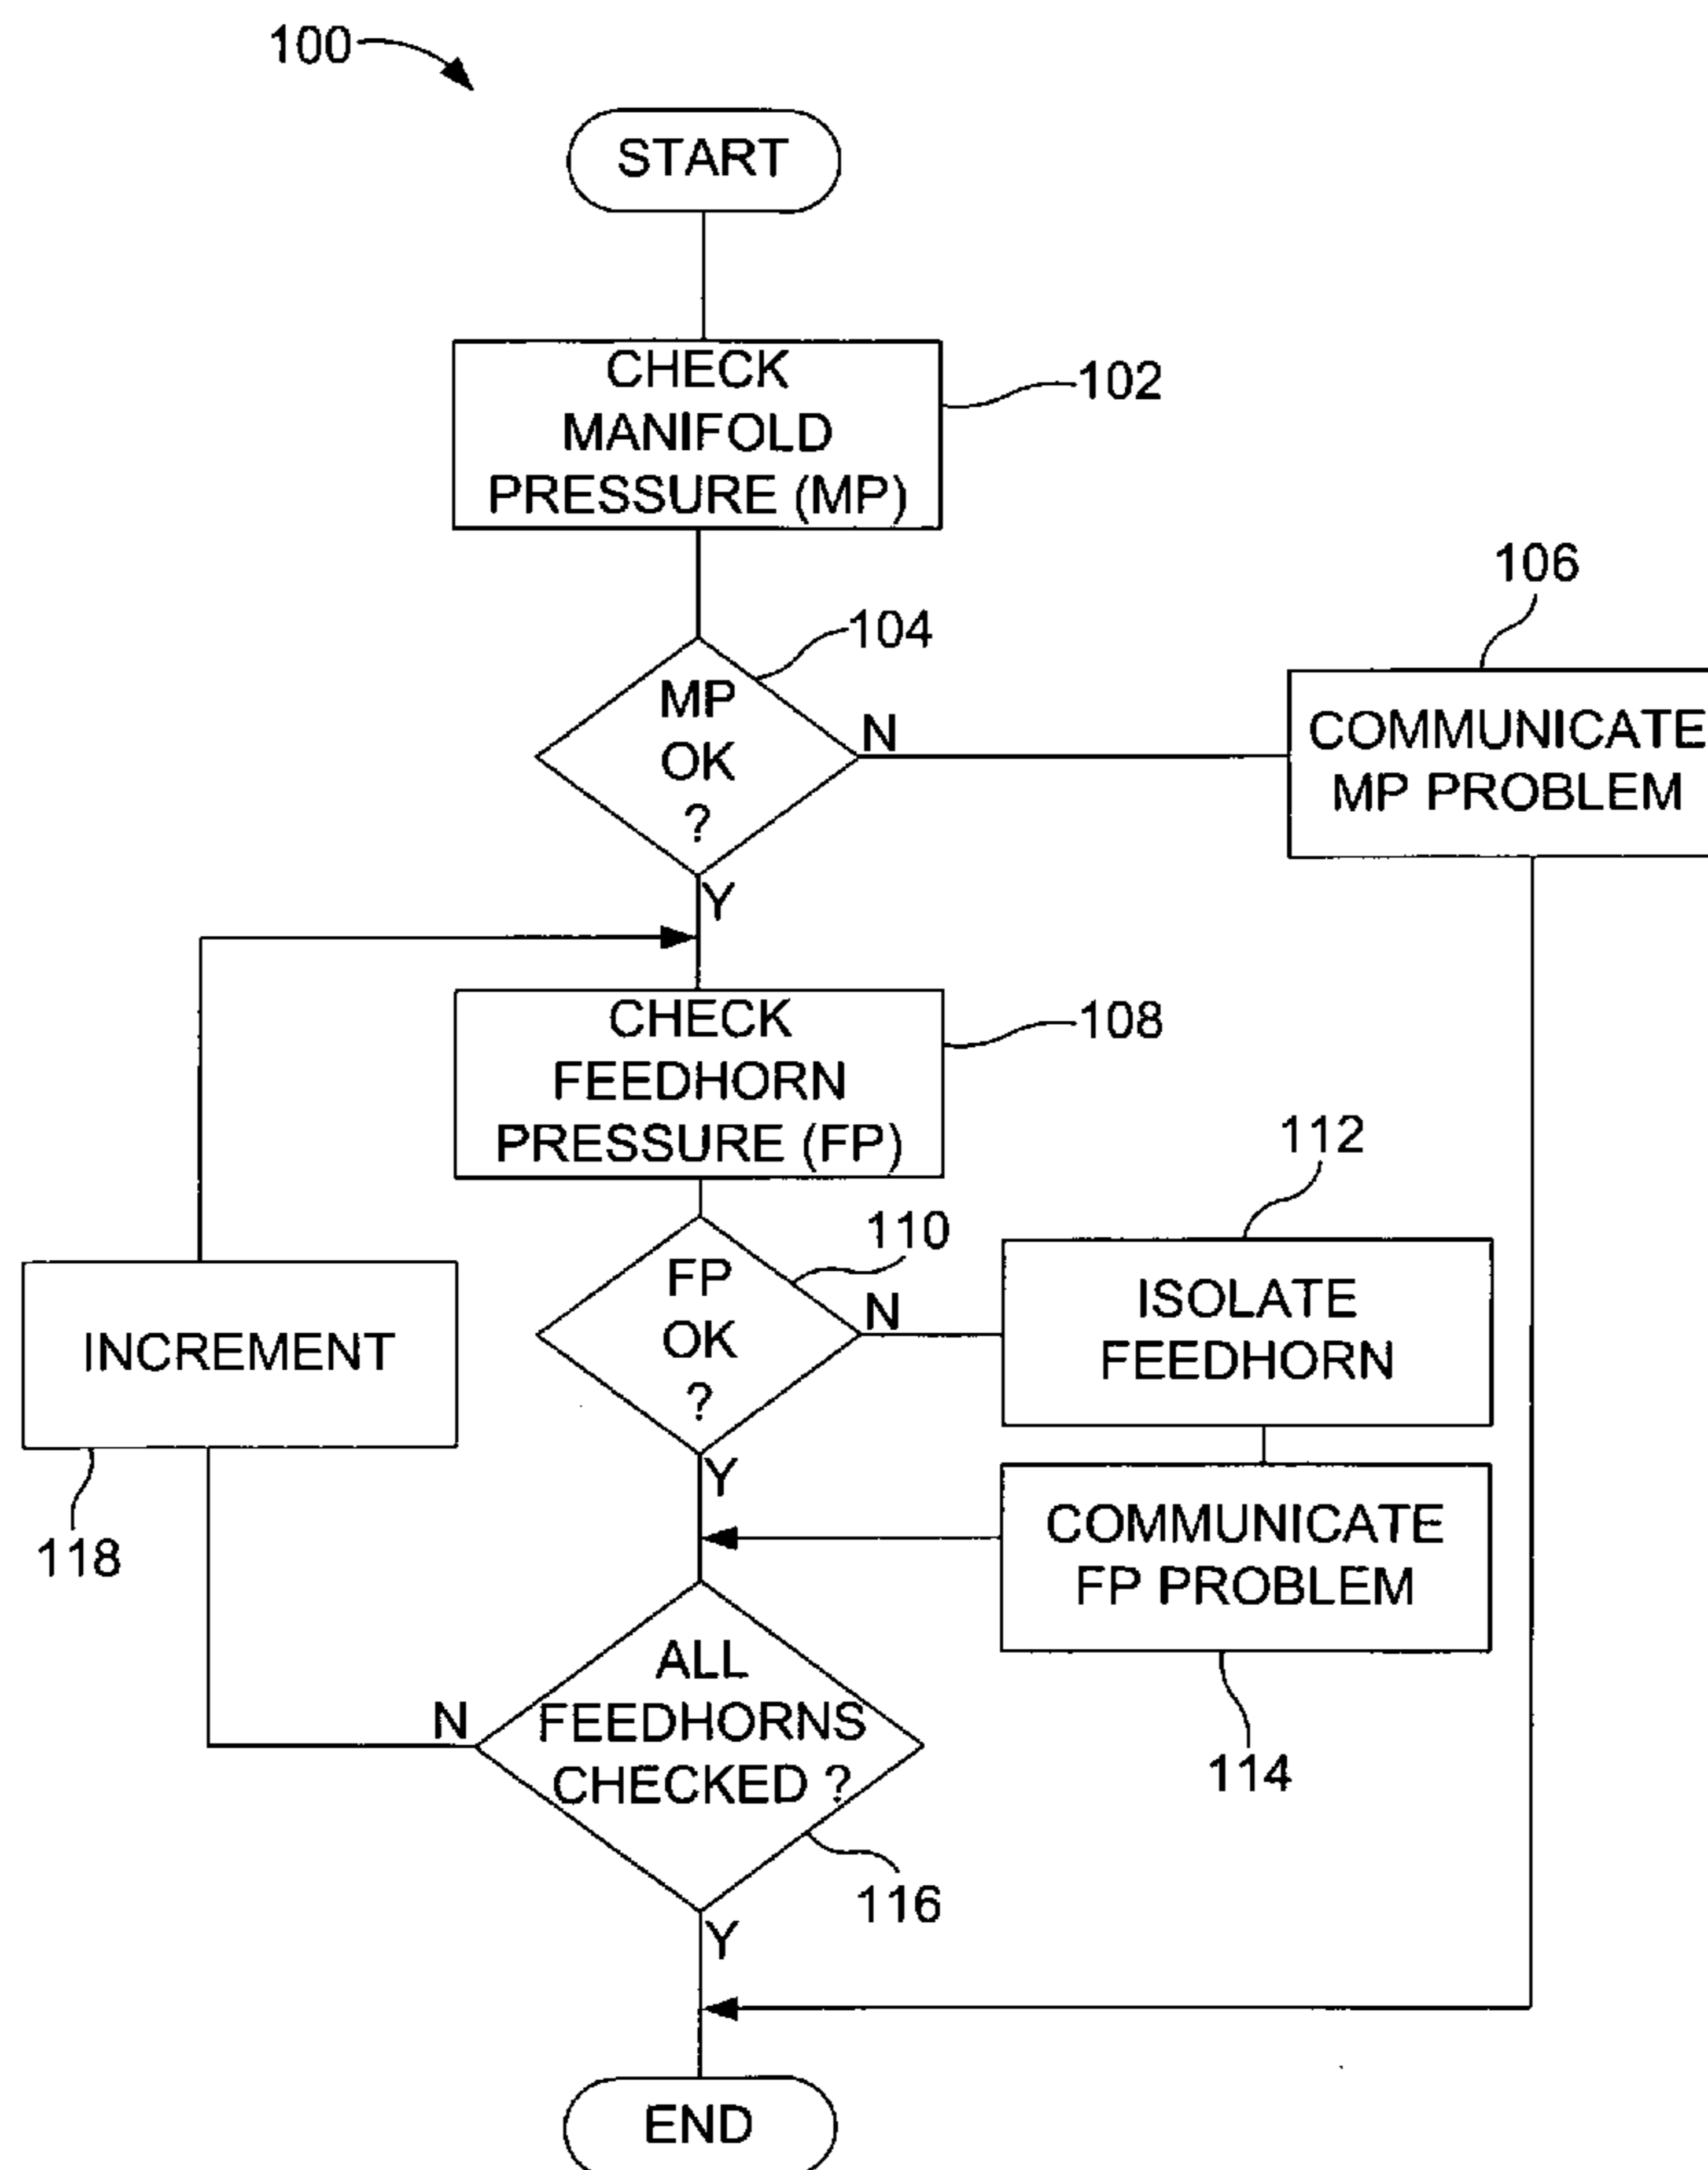 100
START
CHECK
MANIFOLD
PRESSURE (MP)
102
104
MP
OK
?
N
Y
106
COMMUNICATE
MP PROBLEM
CHECK
FEEDHORN
PRESSURE (FP)
108
110
FP
OK
?
N
Y
112
ISOLATE
FEEDHORN
INCREMENT
118
COMMUNICATE
FP PROBLEM
114
ALL
FEEDHORNS
CHECKED ?
N
116
Y
END